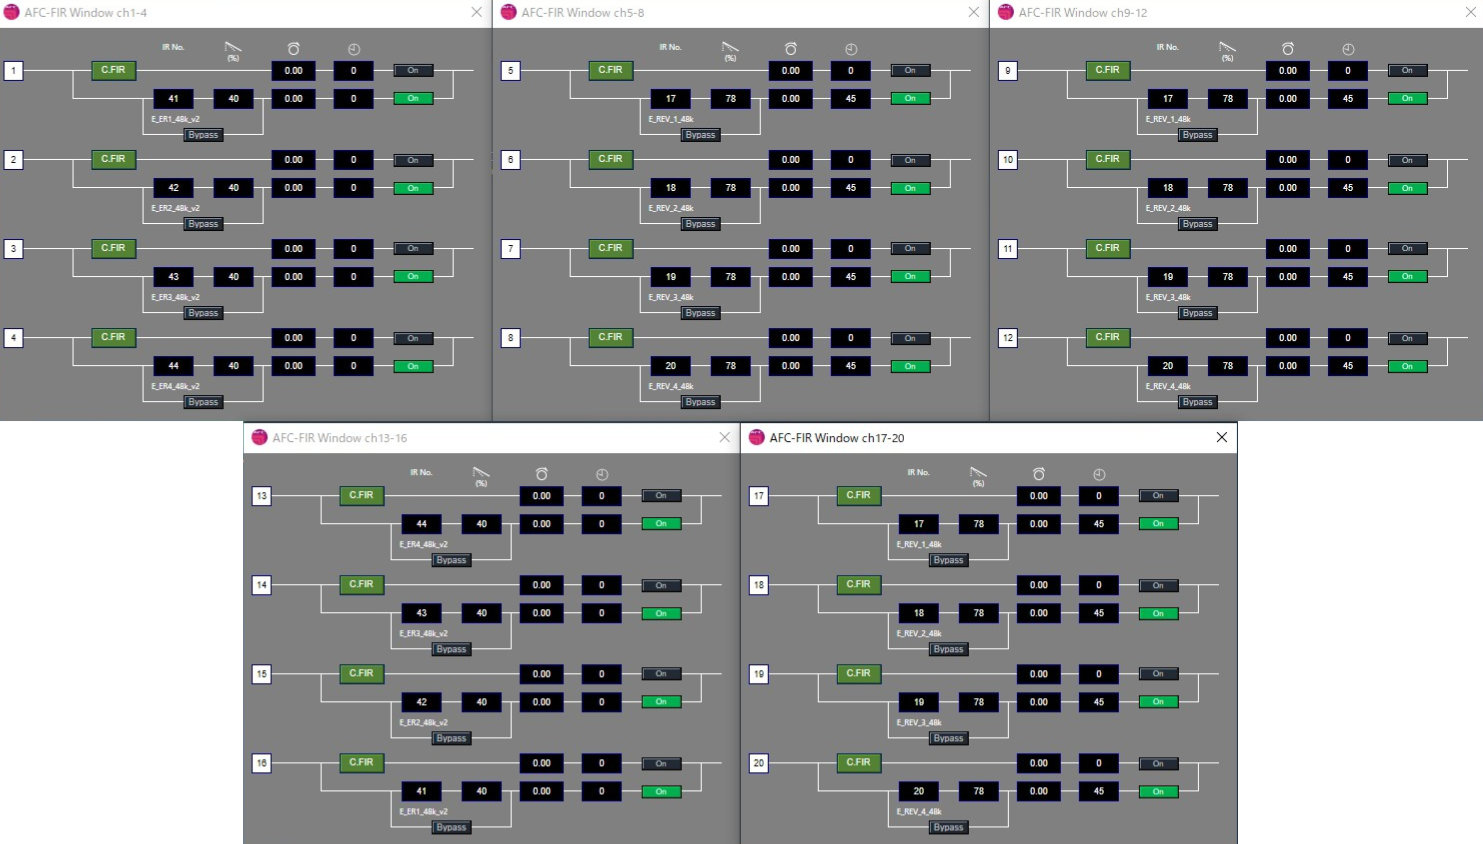 AFC-FIR Window ch1-4
IR No.
(%)
1 C.FIR 0.00 0 On
41 40 0.00 0 On
E_ER1_48k_v2
Bypass
2 C.FIR 0.00 0 On
42 40 0.00 0 On
E_ER2_48k_v2
Bypass
3 C.FIR 0.00 0 On
43 40 0.00 0 On
E_ER3_48k_v2
Bypass
4 C.FIR 0.00 0 On
44 40 0.00 0 On
E_ER4_48k_v2
Bypass
AFC-FIR Window ch5-8
IR No.
(%)
5 C.FIR 0.00 0 On
17 78 0.00 45 On
E_REV_1_48k
Bypass
6 C.FIR 0.00 0 On
18 78 0.00 45 On
E_REV_2_48k
Bypass
7 C.FIR 0.00 0 On
19 78 0.00 45 On
E_REV_3_48k
Bypass
8 C.FIR 0.00 0 On
20 78 0.00 45 On
E_REV_4_48k
Bypass
AFC-FIR Window ch9-12
IR No.
(%)
9 C.FIR 0.00 0 On
17 78 0.00 45 On
E_REV_1_48k
Bypass
10 C.FIR 0.00 0 On
18 78 0.00 45 On
E_REV_2_48k
Bypass
11 C.FIR 0.00 0 On
19 78 0.00 45 On
E_REV_3_48k
Bypass
12 C.FIR 0.00 0 On
20 78 0.00 45 On
E_REV_4_48k
Bypass
AFC-FIR Window ch13-16
IR No.
(%)
13 C.FIR 0.00 0 On
44 40 0.00 0 On
E_ER4_48k_v2
Bypass
14 C.FIR 0.00 0 On
43 40 0.00 0 On
E_ER3_48k_v2
Bypass
15 C.FIR 0.00 0 On
42 40 0.00 0 On
E_ER2_48k_v2
Bypass
16 C.FIR 0.00 0 On
41 40 0.00 0 On
E_ER1_48k_v2
Bypass
AFC-FIR Window ch17-20
IR No.
(%)
17 C.FIR 0.00 0 On
17 78 0.00 45 On
E_REV_1_48k
Bypass
18 C.FIR 0.00 0 On
18 78 0.00 45 On
E_REV_2_48k
Bypass
19 C.FIR 0.00 0 On
19 78 0.00 45 On
E_REV_3_48k
Bypass
20 C.FIR 0.00 0 On
20 78 0.00 45 On
E_REV_4_48k
Bypass